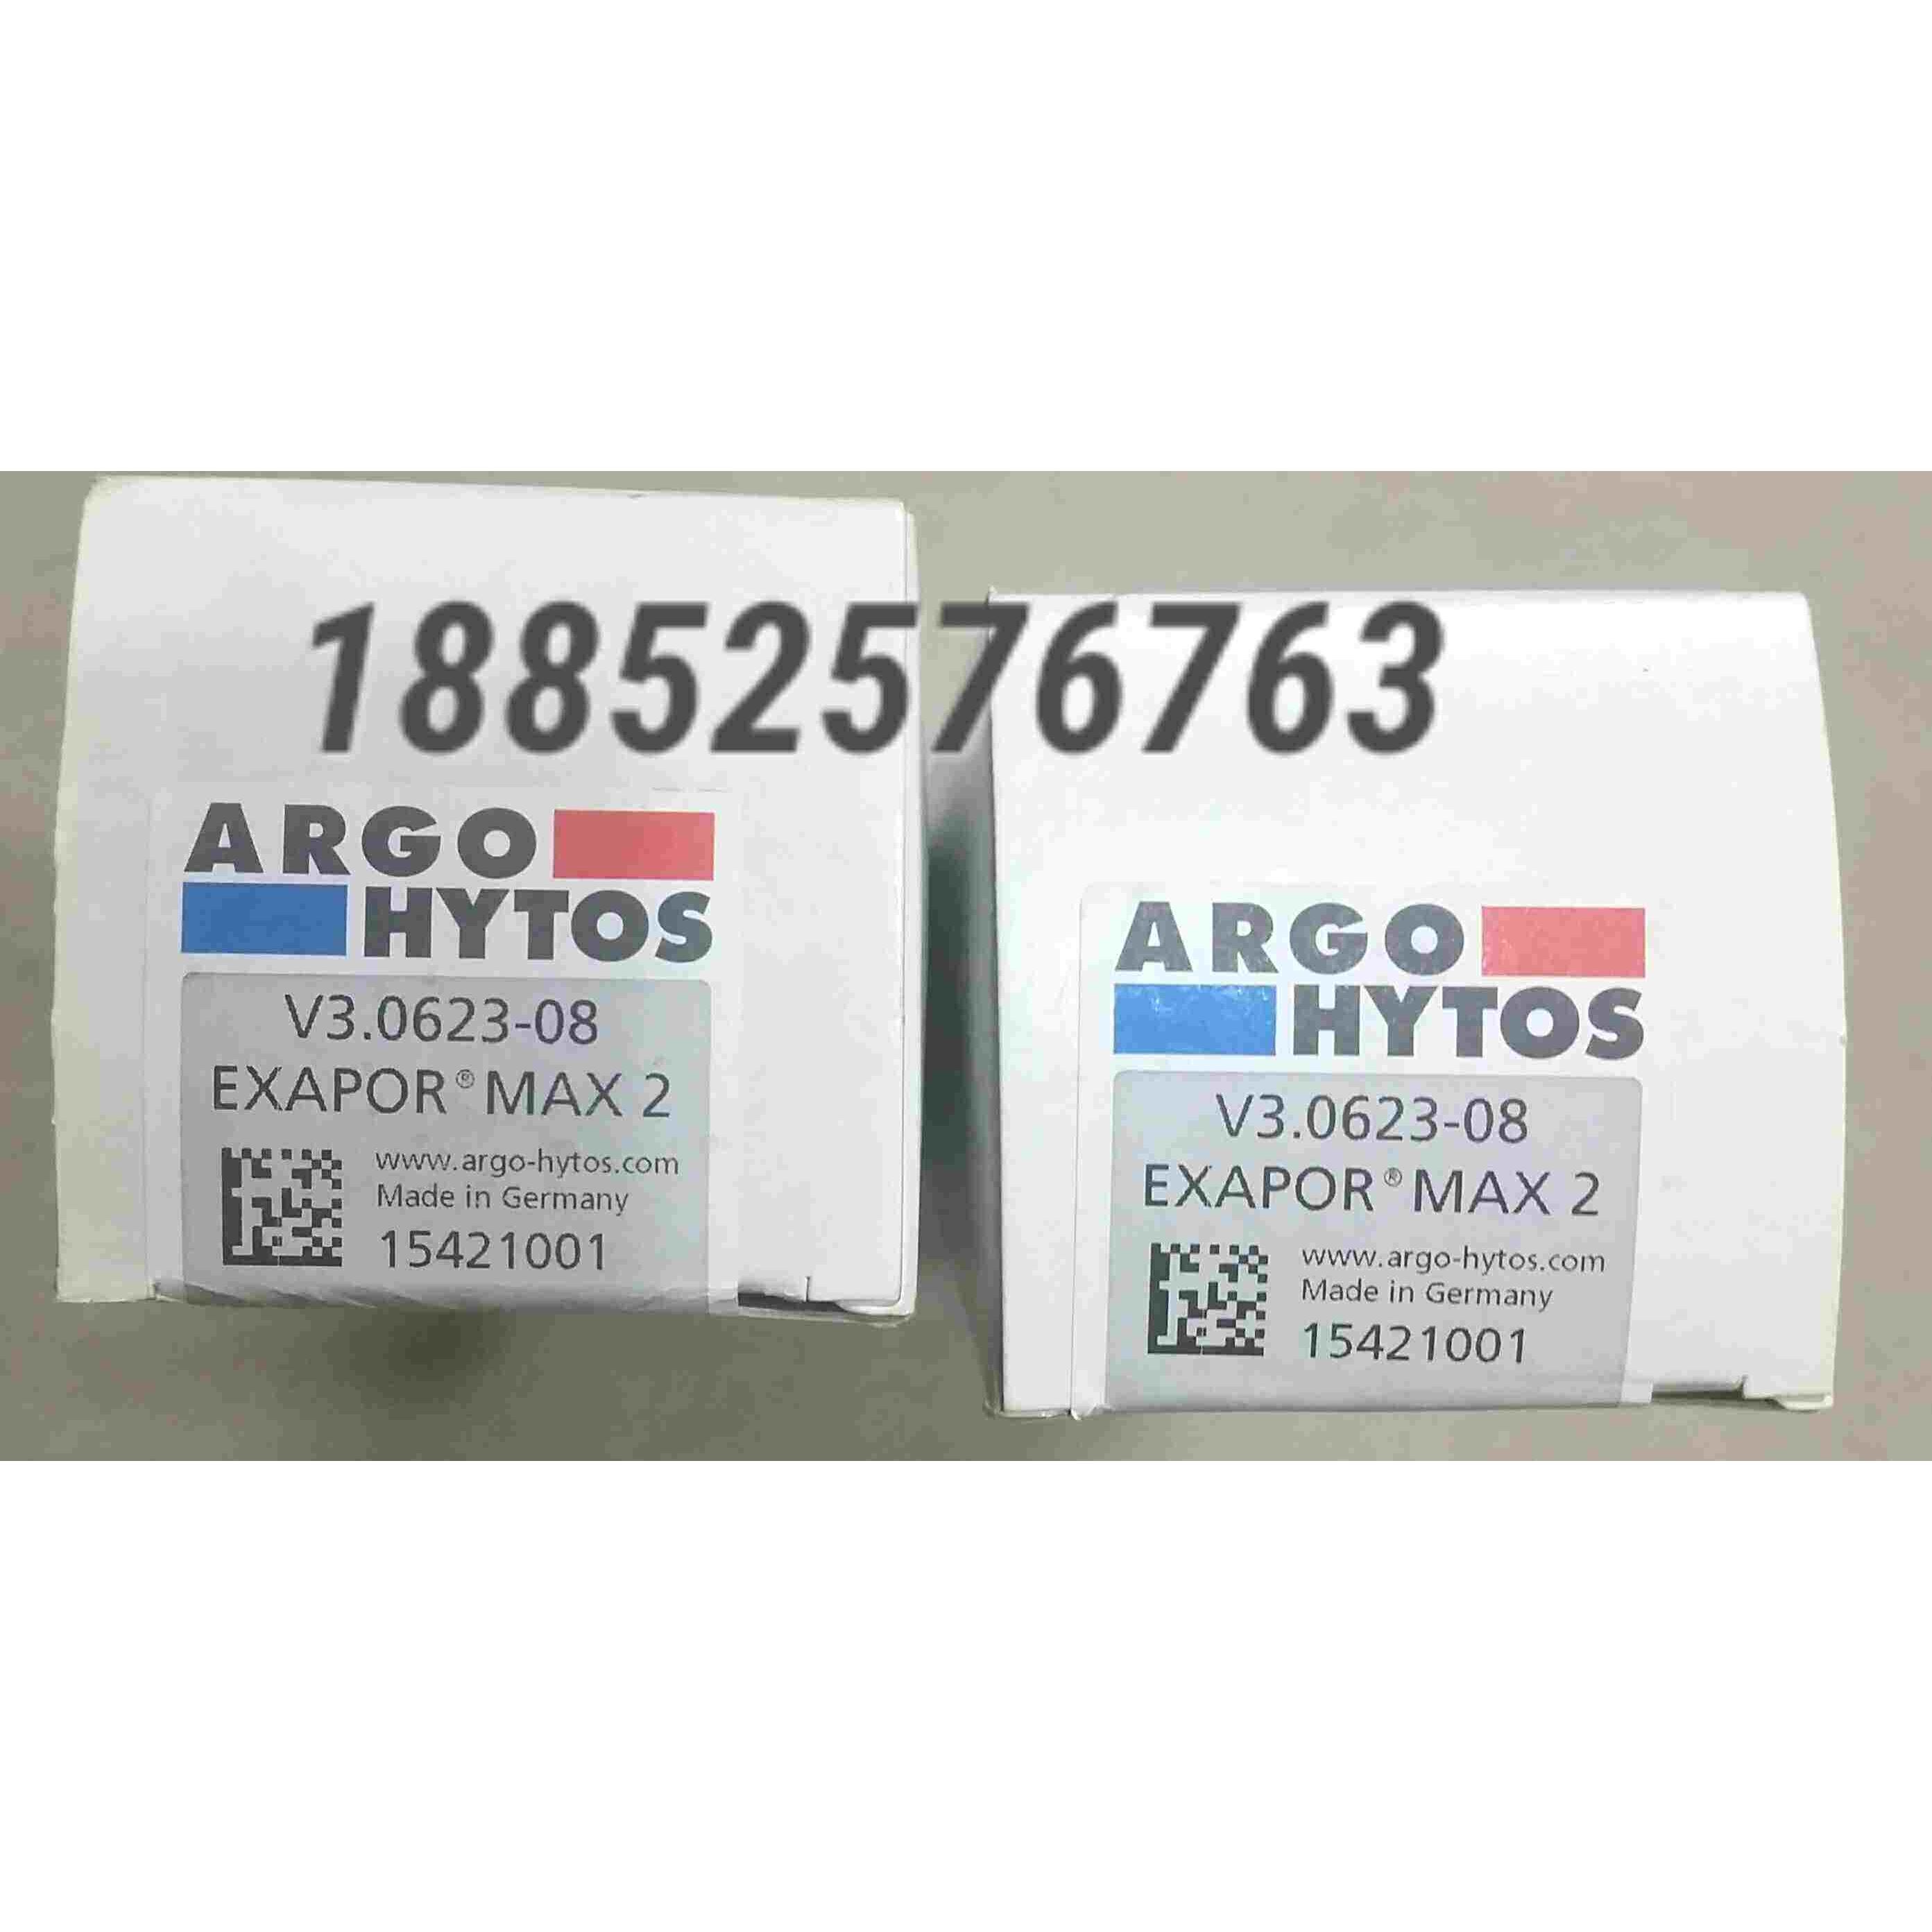 18852576763
ARGO
HYTOS
V3.0623-08
EXAPOR® MAX 2
www.argo-hytos.com
Made in Germany
15421001
ARGO
HYTOS
V3.0623-08
EXAPOR® MAX 2
www.argo-hytos.com
Made in Germany
15421001